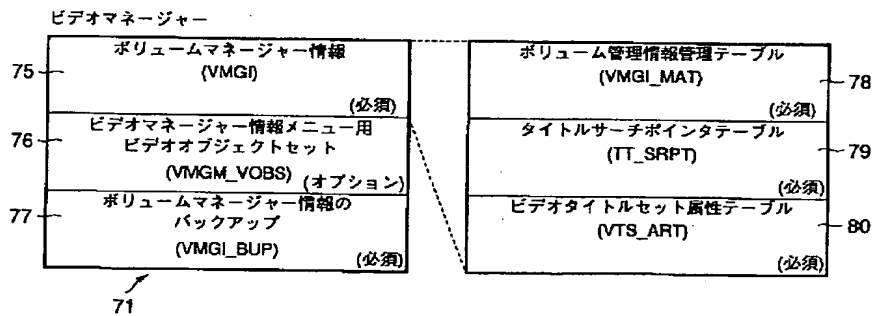 ビデオマネージャー
75
ボリュームマネージャー情報
(VMGI)
(必須)
76
ビデオマネージャー情報メニュー用
ビデオオブジェクトセット
(VMGM_VOBS)
(オプション)
77
ボリュームマネージャー情報の
バックアップ
(VMGI_BUP)
(必須)
71
ボリューム管理情報管理テーブル
(VMGI_MAT)
(必須)
78
タイトルサーチポインタテーブル
(TT_SRPT)
(必須)
79
ビデオタイトルセット属性テーブル
(VTS_ART)
(必須)
80